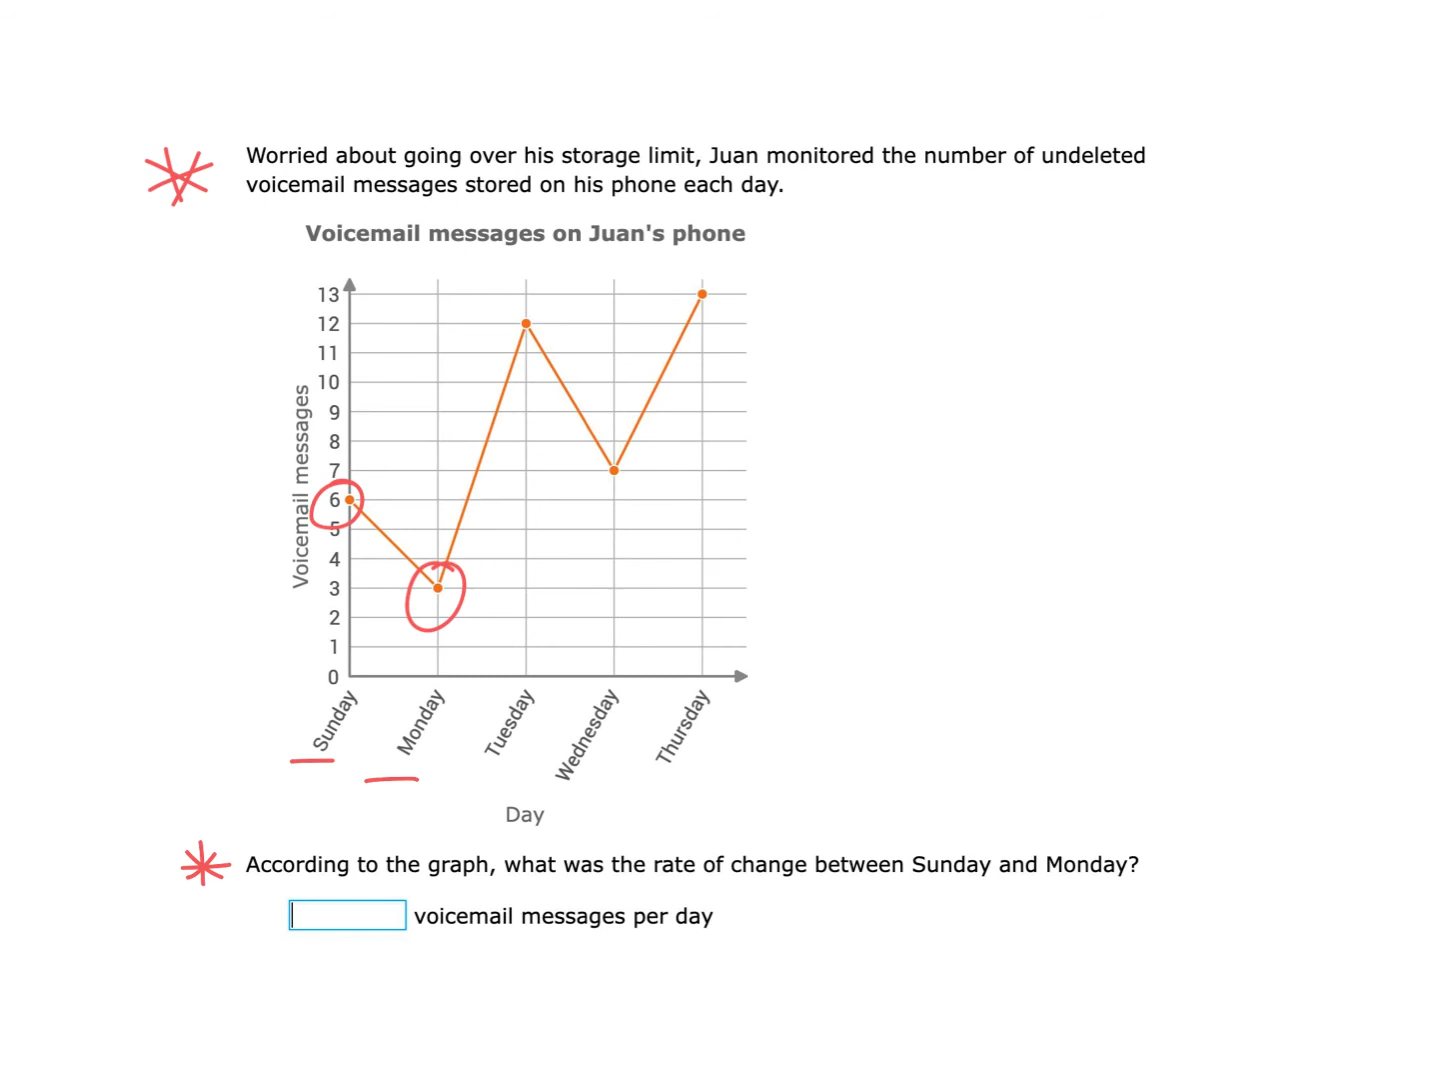 Worried about going over his storage limit, Juan monitored the number of undeleted
voicemail messages stored on his phone each day.
Voicemail messages on Juan's phone
Voicemail messages
13
12
11
10
9
8
7
6
5
4
3
2
1
0
Sunday
Monday
Tuesday
Wednesday
Thursday
Day
According to the graph, what was the rate of change between Sunday and Monday?
voicemail messages per day